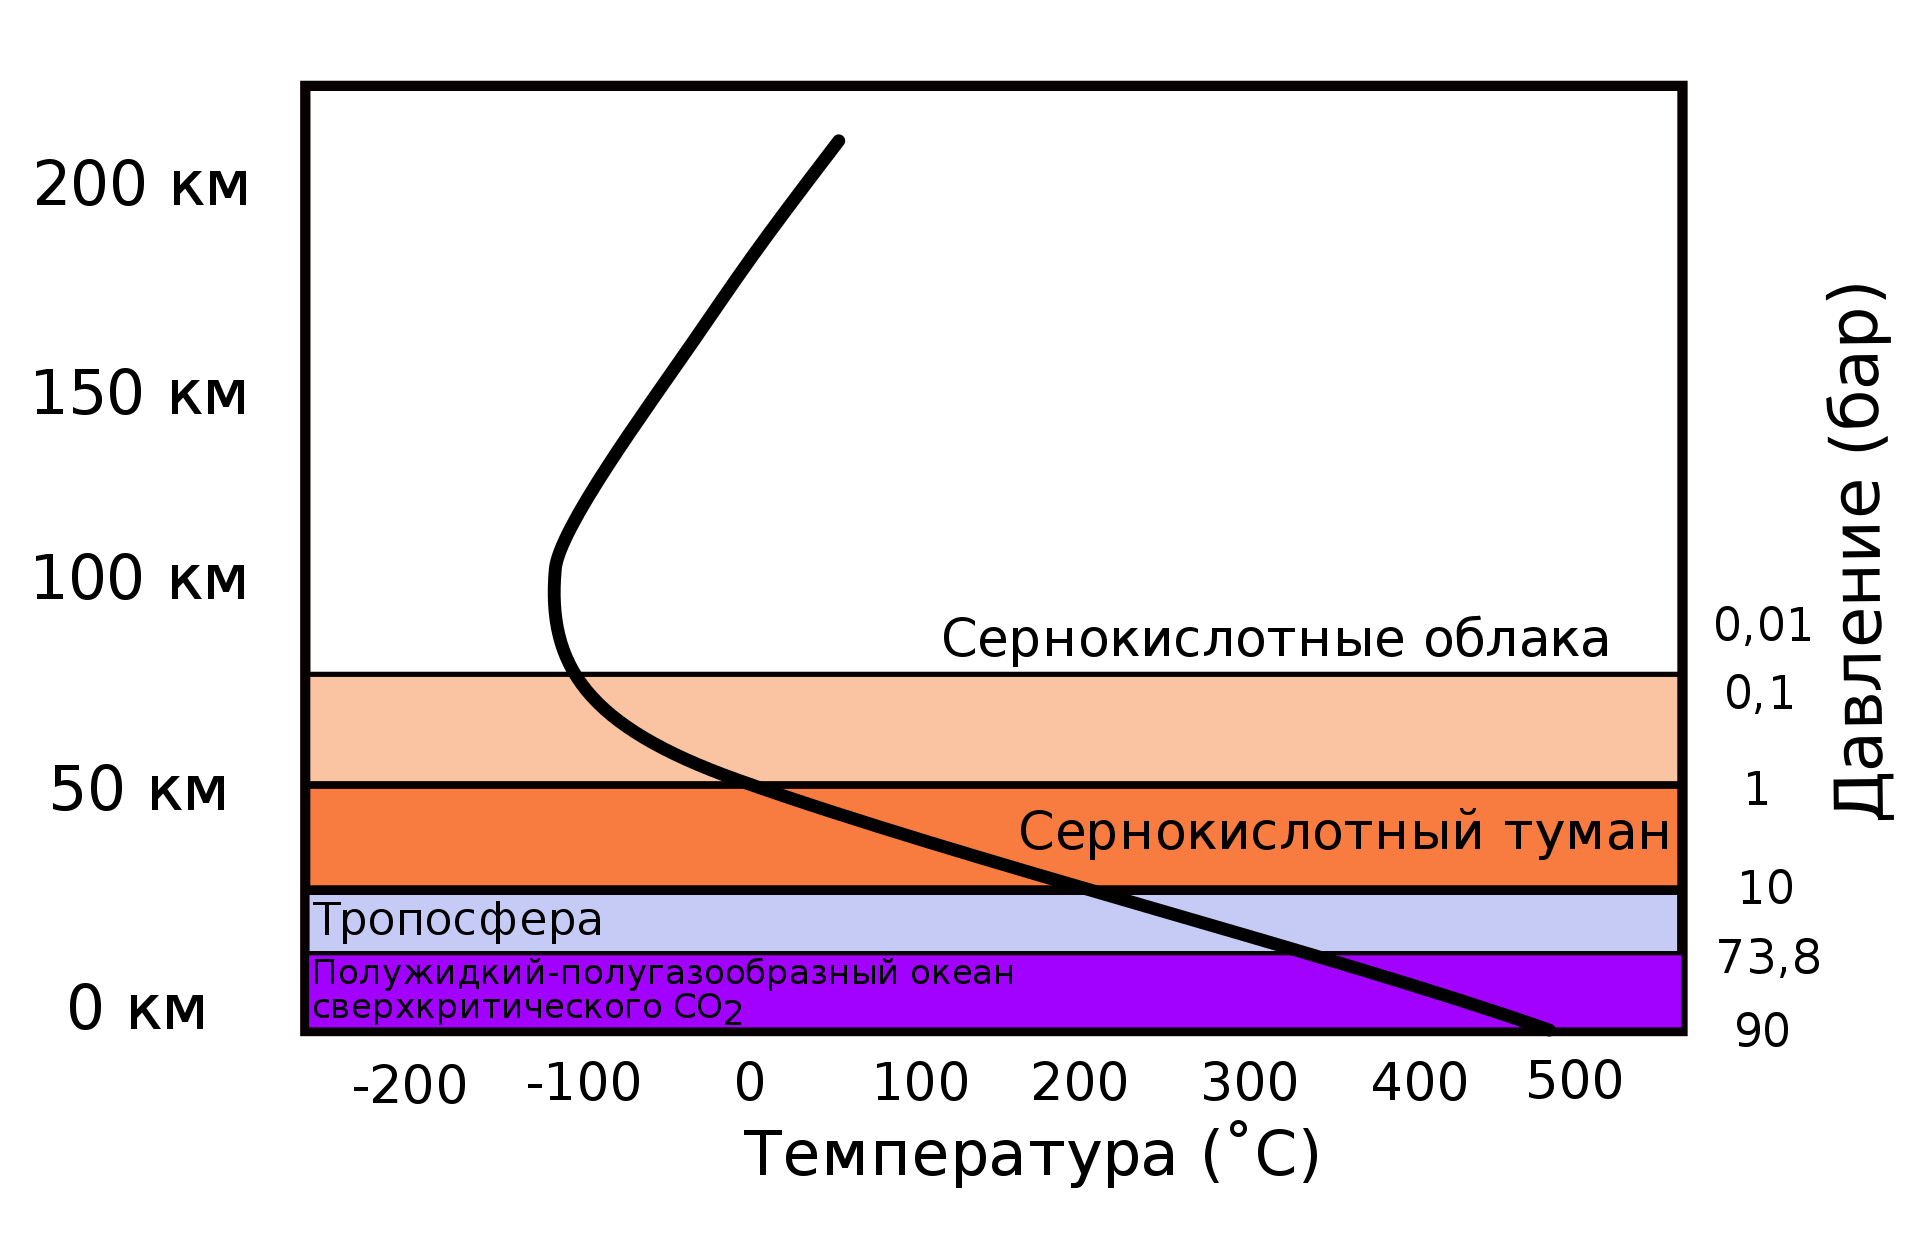 200 км
150 км
100 км
50 км
0 км
Сернокислотные облака
Сернокислотный туман
Тропосфера
Полужидкий-полугазообразный океан
сверхкритического CO2
0,01
0,1
1
10
73,8
90
Давление (бар)
-200 -100 0 100 200 300 400 500
Температура (˚C)